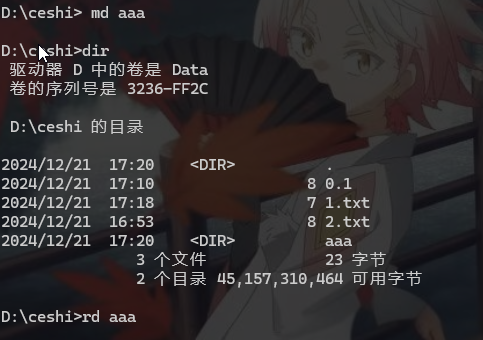 D:\ceshi> md aaa
D:\ceshi>dir
 驱动器 D 中的卷是 Data
 卷的序列号是 3236-FF2C
 D:\ceshi 的目录
2024/12/21  17:20    <DIR>          .
2024/12/21  17:10                 8 0.1
2024/12/21  17:18                 7 1.txt
2024/12/21  16:53                 8 2.txt
2024/12/21  17:20    <DIR>          aaa
               3 个文件             23 字节
               2 个目录 45,157,310,464 可用字节
D:\ceshi>rd aaa